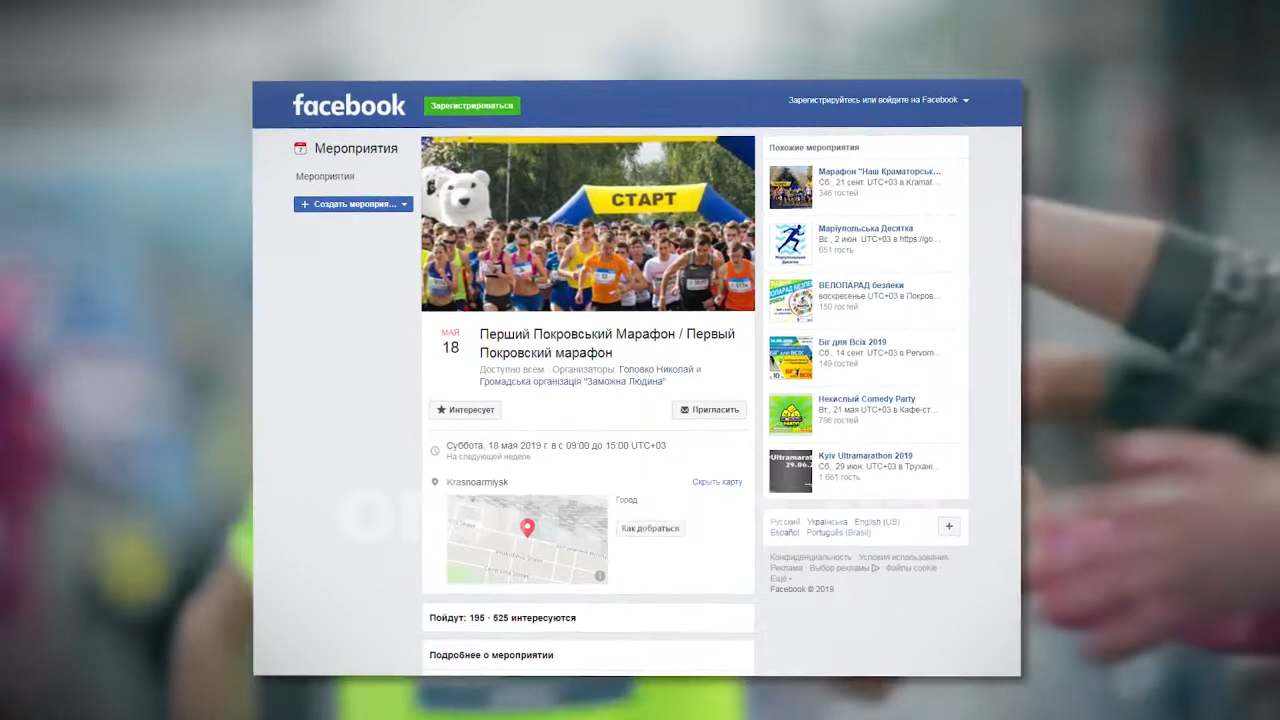 facebook
Зарегистрироваться
Зарегистрируйтесь или войдите на Facebook
Мероприятия
Мероприятия
+ Создать мероприя...
СТАРТ
МАЯ
18
Перший Покровський Марафон / Первый
Покровский марафон
Доступно всем · Организаторы: Головко Николай и
Громадська організація "Заможна Людина"
Интересует
Пригласить
Суббота, 18 мая 2019 г. в с 09:00 до 15:00 UTC+03
На следующей неделе
Krasnoarmiysk
Скрыть карту
Город
Как добраться
Пойдут: 195 · 525 интересуются
Подробнее о мероприятии
Похожие мероприятия
Марафон "Наш Краматорськ...
Сб, 21 сент. UTC+03 в Kramat...
346 гостей
Маріупольська Десятка
Вс, 2 июн. UTC+03 в https://go...
651 гость
ВЕЛОПАРАД безпеки
воскресенье UTC+03 в Покров...
150 гостей
Біг для Всіх 2019
Сб, 14 сент. UTC+03 в Pervom...
149 гостей
Некислый Comedy Party
Вт, 21 мая UTC+03 в Кафе-ст...
786 гостей
Kyiv Ultramarathon 2019
Сб, 29 июн. UTC+03 в Трухані...
1 661 гость
Русский Українська English (US)
Español Português (Brasil)
+
Конфиденциальность · Условия использования
Реклама · Выбор рекламы · Файлы cookie ·
Ещё
Facebook © 2019